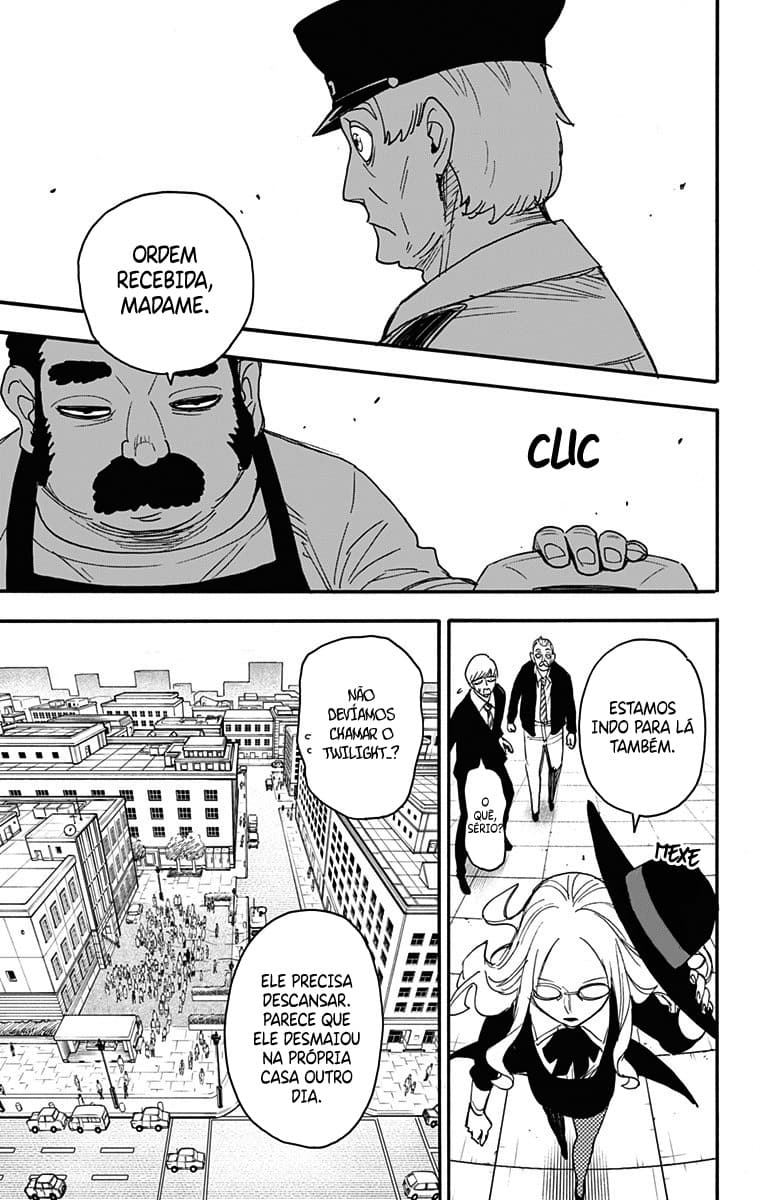 ORDEM
RECEBIDA,
MADAME.
CLIC
ESTAMOS
INDO PARA LÁ
TAMBÉM.
O
QUÊ,
SÉRIO?
MEXE
NÃO
DEVÍAMOS
CHAMAR O
TWILIGHT..?
ELE PRECISA
DESCANSAR.
PARECE QUE
ELE DESMAIOU
NA PRÓPRIA
CASA OUTRO
DIA.